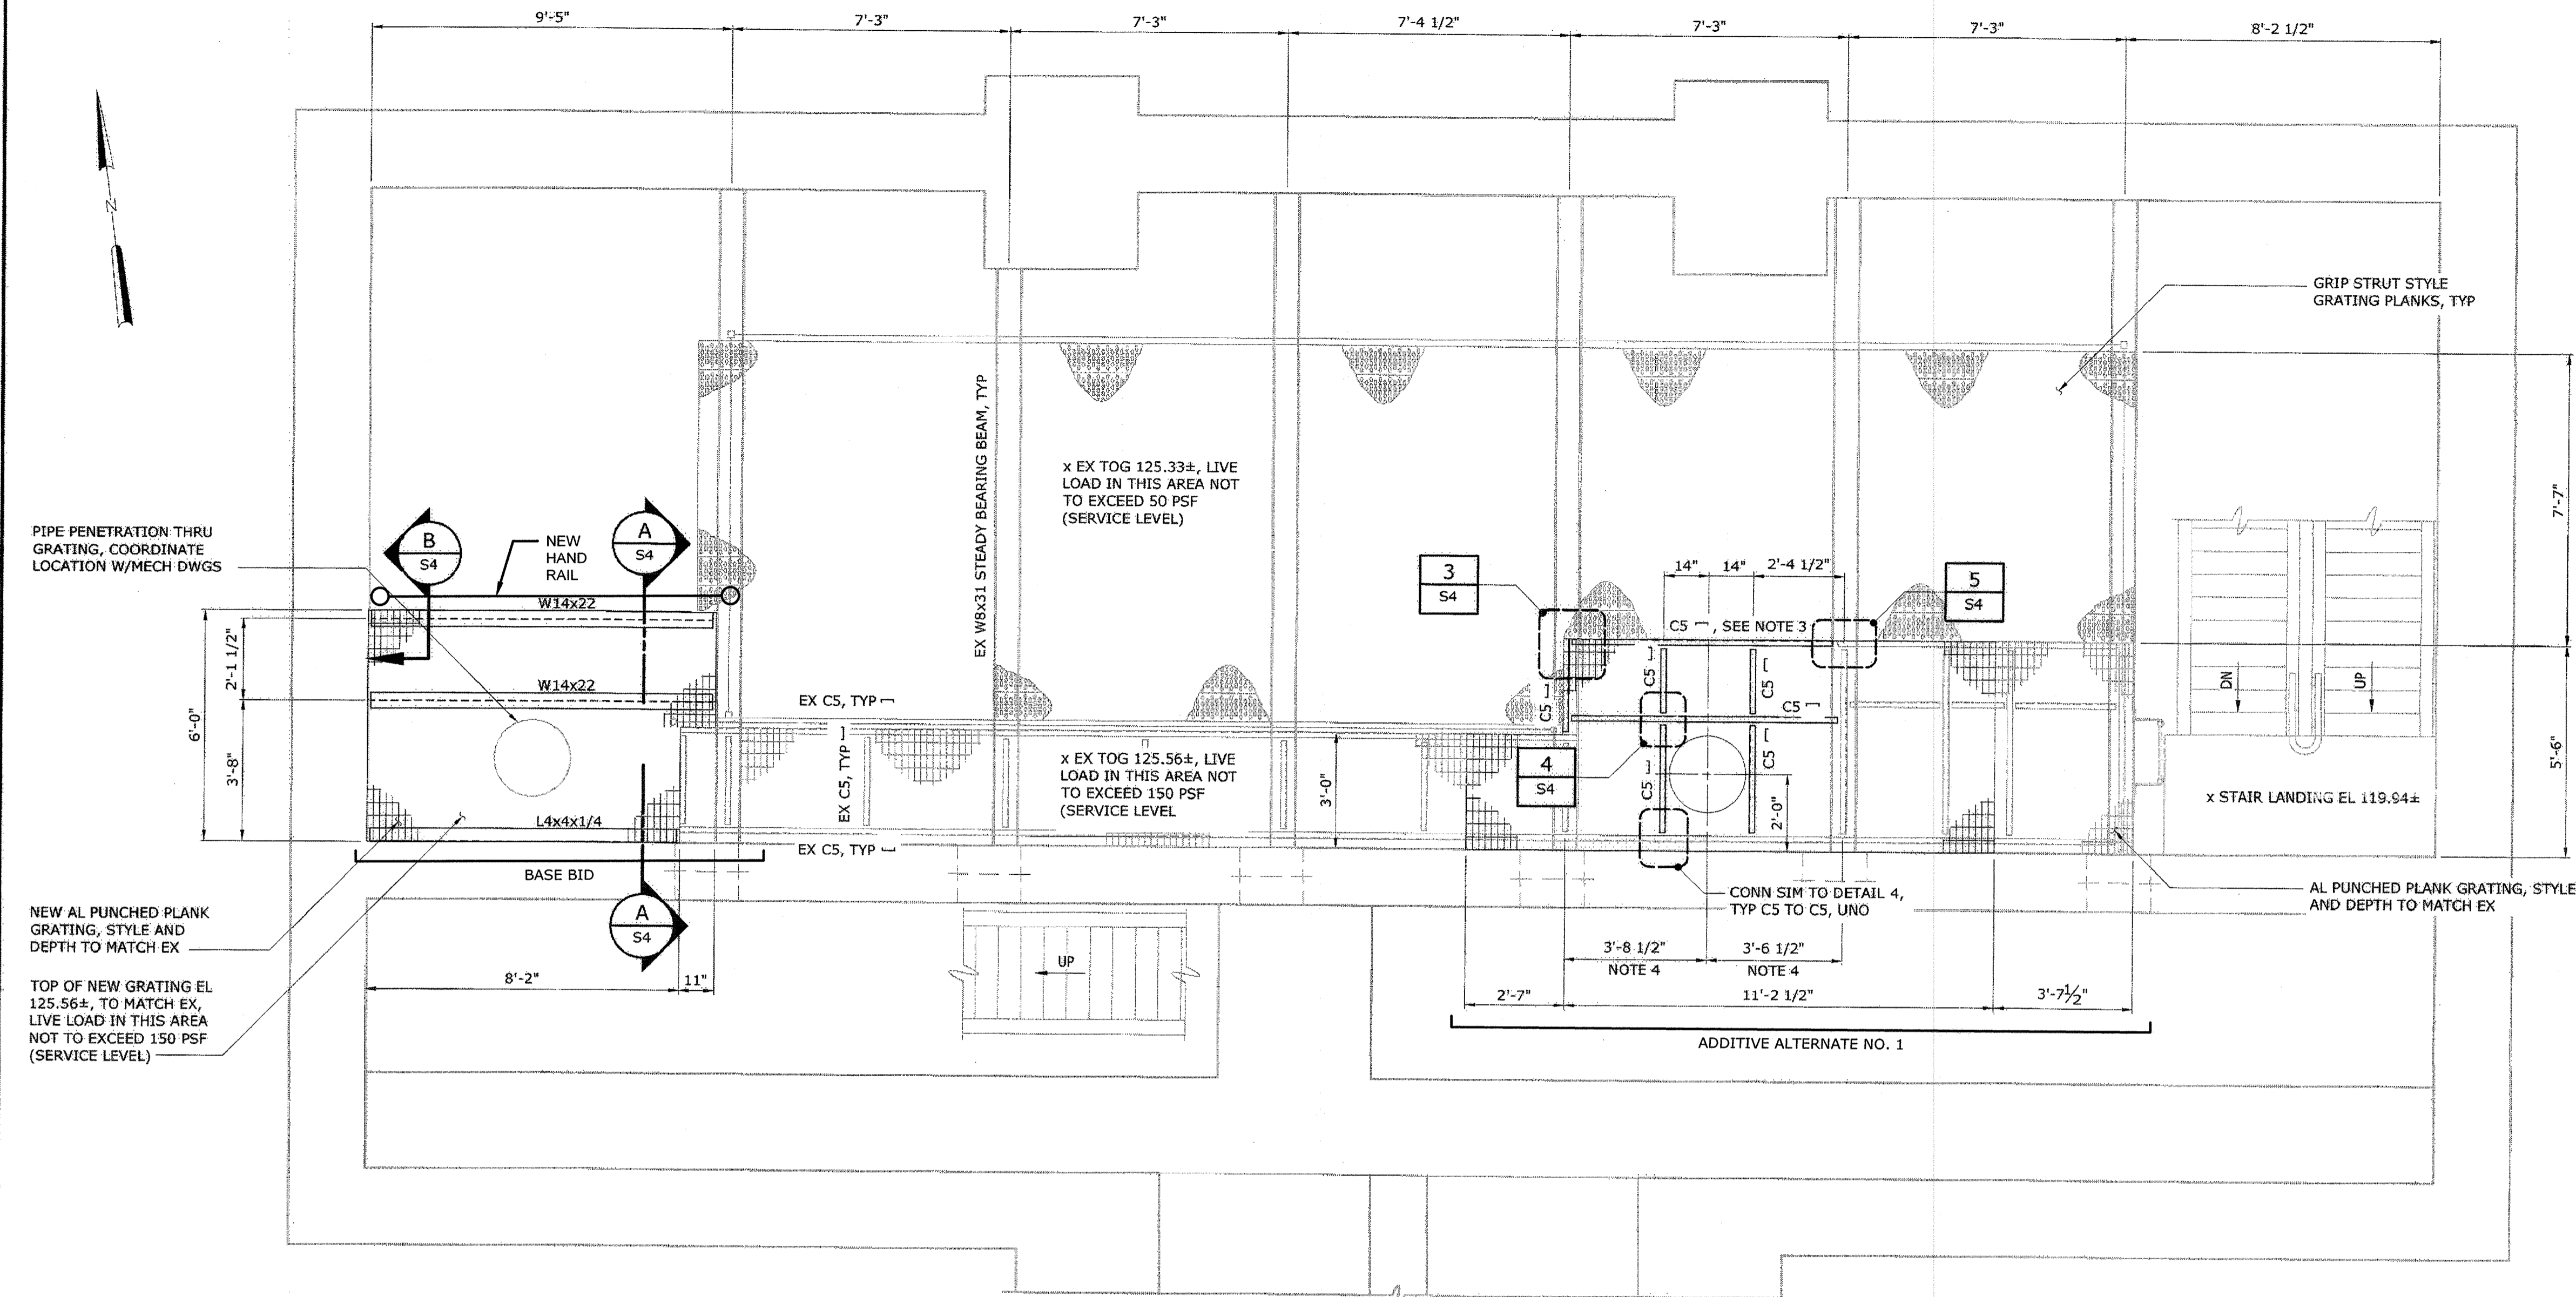 9'-5"
7'-3"
7'-3"
7'-4 1/2"
7'-3"
7'-3"
8'-2 1/2"
N
GRIP STRUT STYLE
GRATING PLANKS, TYP
EX W8x31 STEADY BEARING BEAM, TYP
x EX TOG 125.33±, LIVE
LOAD IN THIS AREA NOT
TO EXCEED 50 PSF
(SERVICE LEVEL)
7'-7"
PIPE PENETRATION THRU
GRATING, COORDINATE
LOCATION W/MECH DWGS
B
S4
NEW
HAND
RAIL
A
S4
3
S4
14"
14"
2'-4 1/2"
5
S4
W14x22
C5
, SEE NOTE 3
2'-1 1/2"
6'-0"
W14x22
C5
C5
C5
C5
DN
UP
EX C5, TYP
3'-8"
EX C5, TYP
x EX TOG 125.56±, LIVE
LOAD IN THIS AREA NOT
TO EXCEED 150 PSF
(SERVICE LEVEL
3'-0"
4
S4
C5
C5
2'-0"
5'-6"
x STAIR LANDING EL 119.94±
L4x4x1/4
EX C5, TYP
BASE BID
CONN SIM TO DETAIL 4,
TYP C5 TO C5, UNO
AL PUNCHED PLANK GRATING, STYLE
AND DEPTH TO MATCH EX
NEW AL PUNCHED PLANK
GRATING, STYLE AND
DEPTH TO MATCH EX
A
S4
3'-8 1/2"
NOTE 4
3'-6 1/2"
NOTE 4
UP
8'-2"
11"
TOP OF NEW GRATING EL
125.56±, TO MATCH EX,
LIVE LOAD IN THIS AREA
NOT TO EXCEED 150 PSF
(SERVICE LEVEL)
2'-7"
11'-2 1/2"
3'-7 1/2"
ADDITIVE ALTERNATE NO. 1